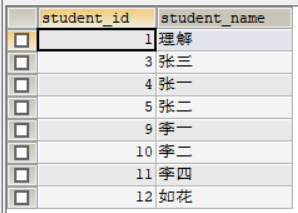 student_id student_name
1 理解
3 张三
4 张一
5 张二
9 李一
10 李二
11 李四
12 如花